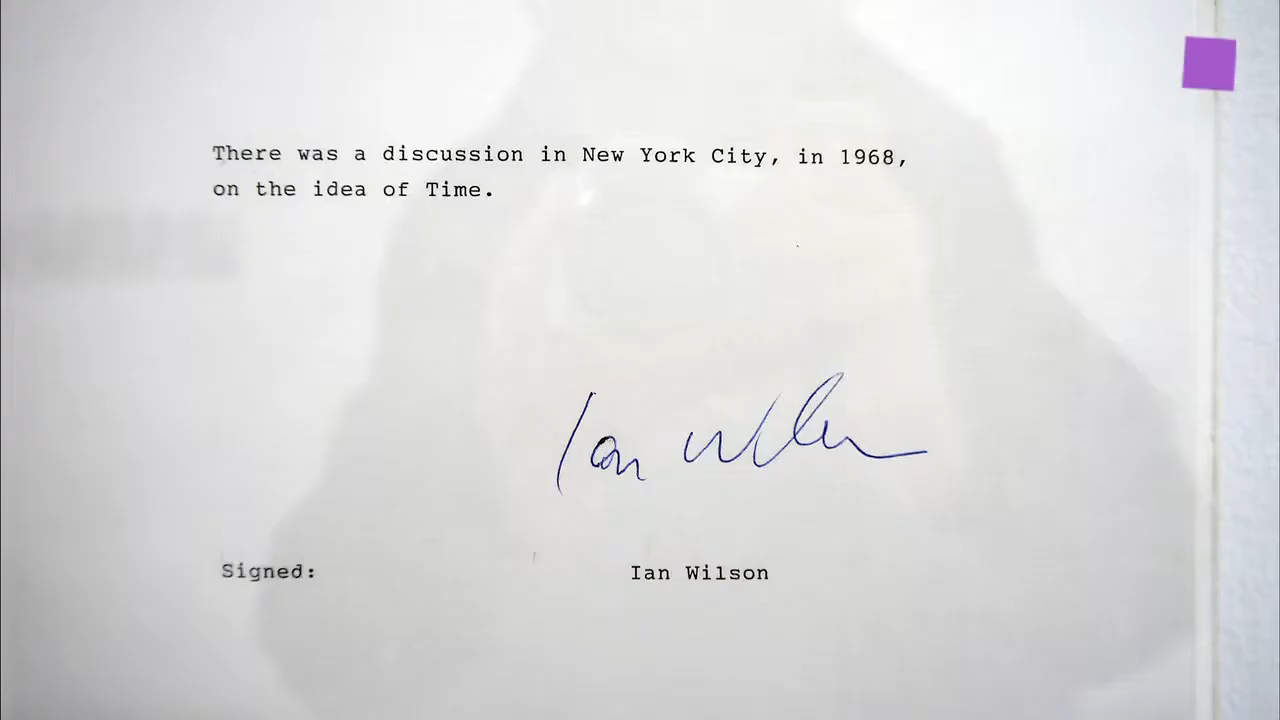 There was a discussion in New York City, in 1968,
on the idea of Time.
Ian Wilson
Signed: Ian Wilson